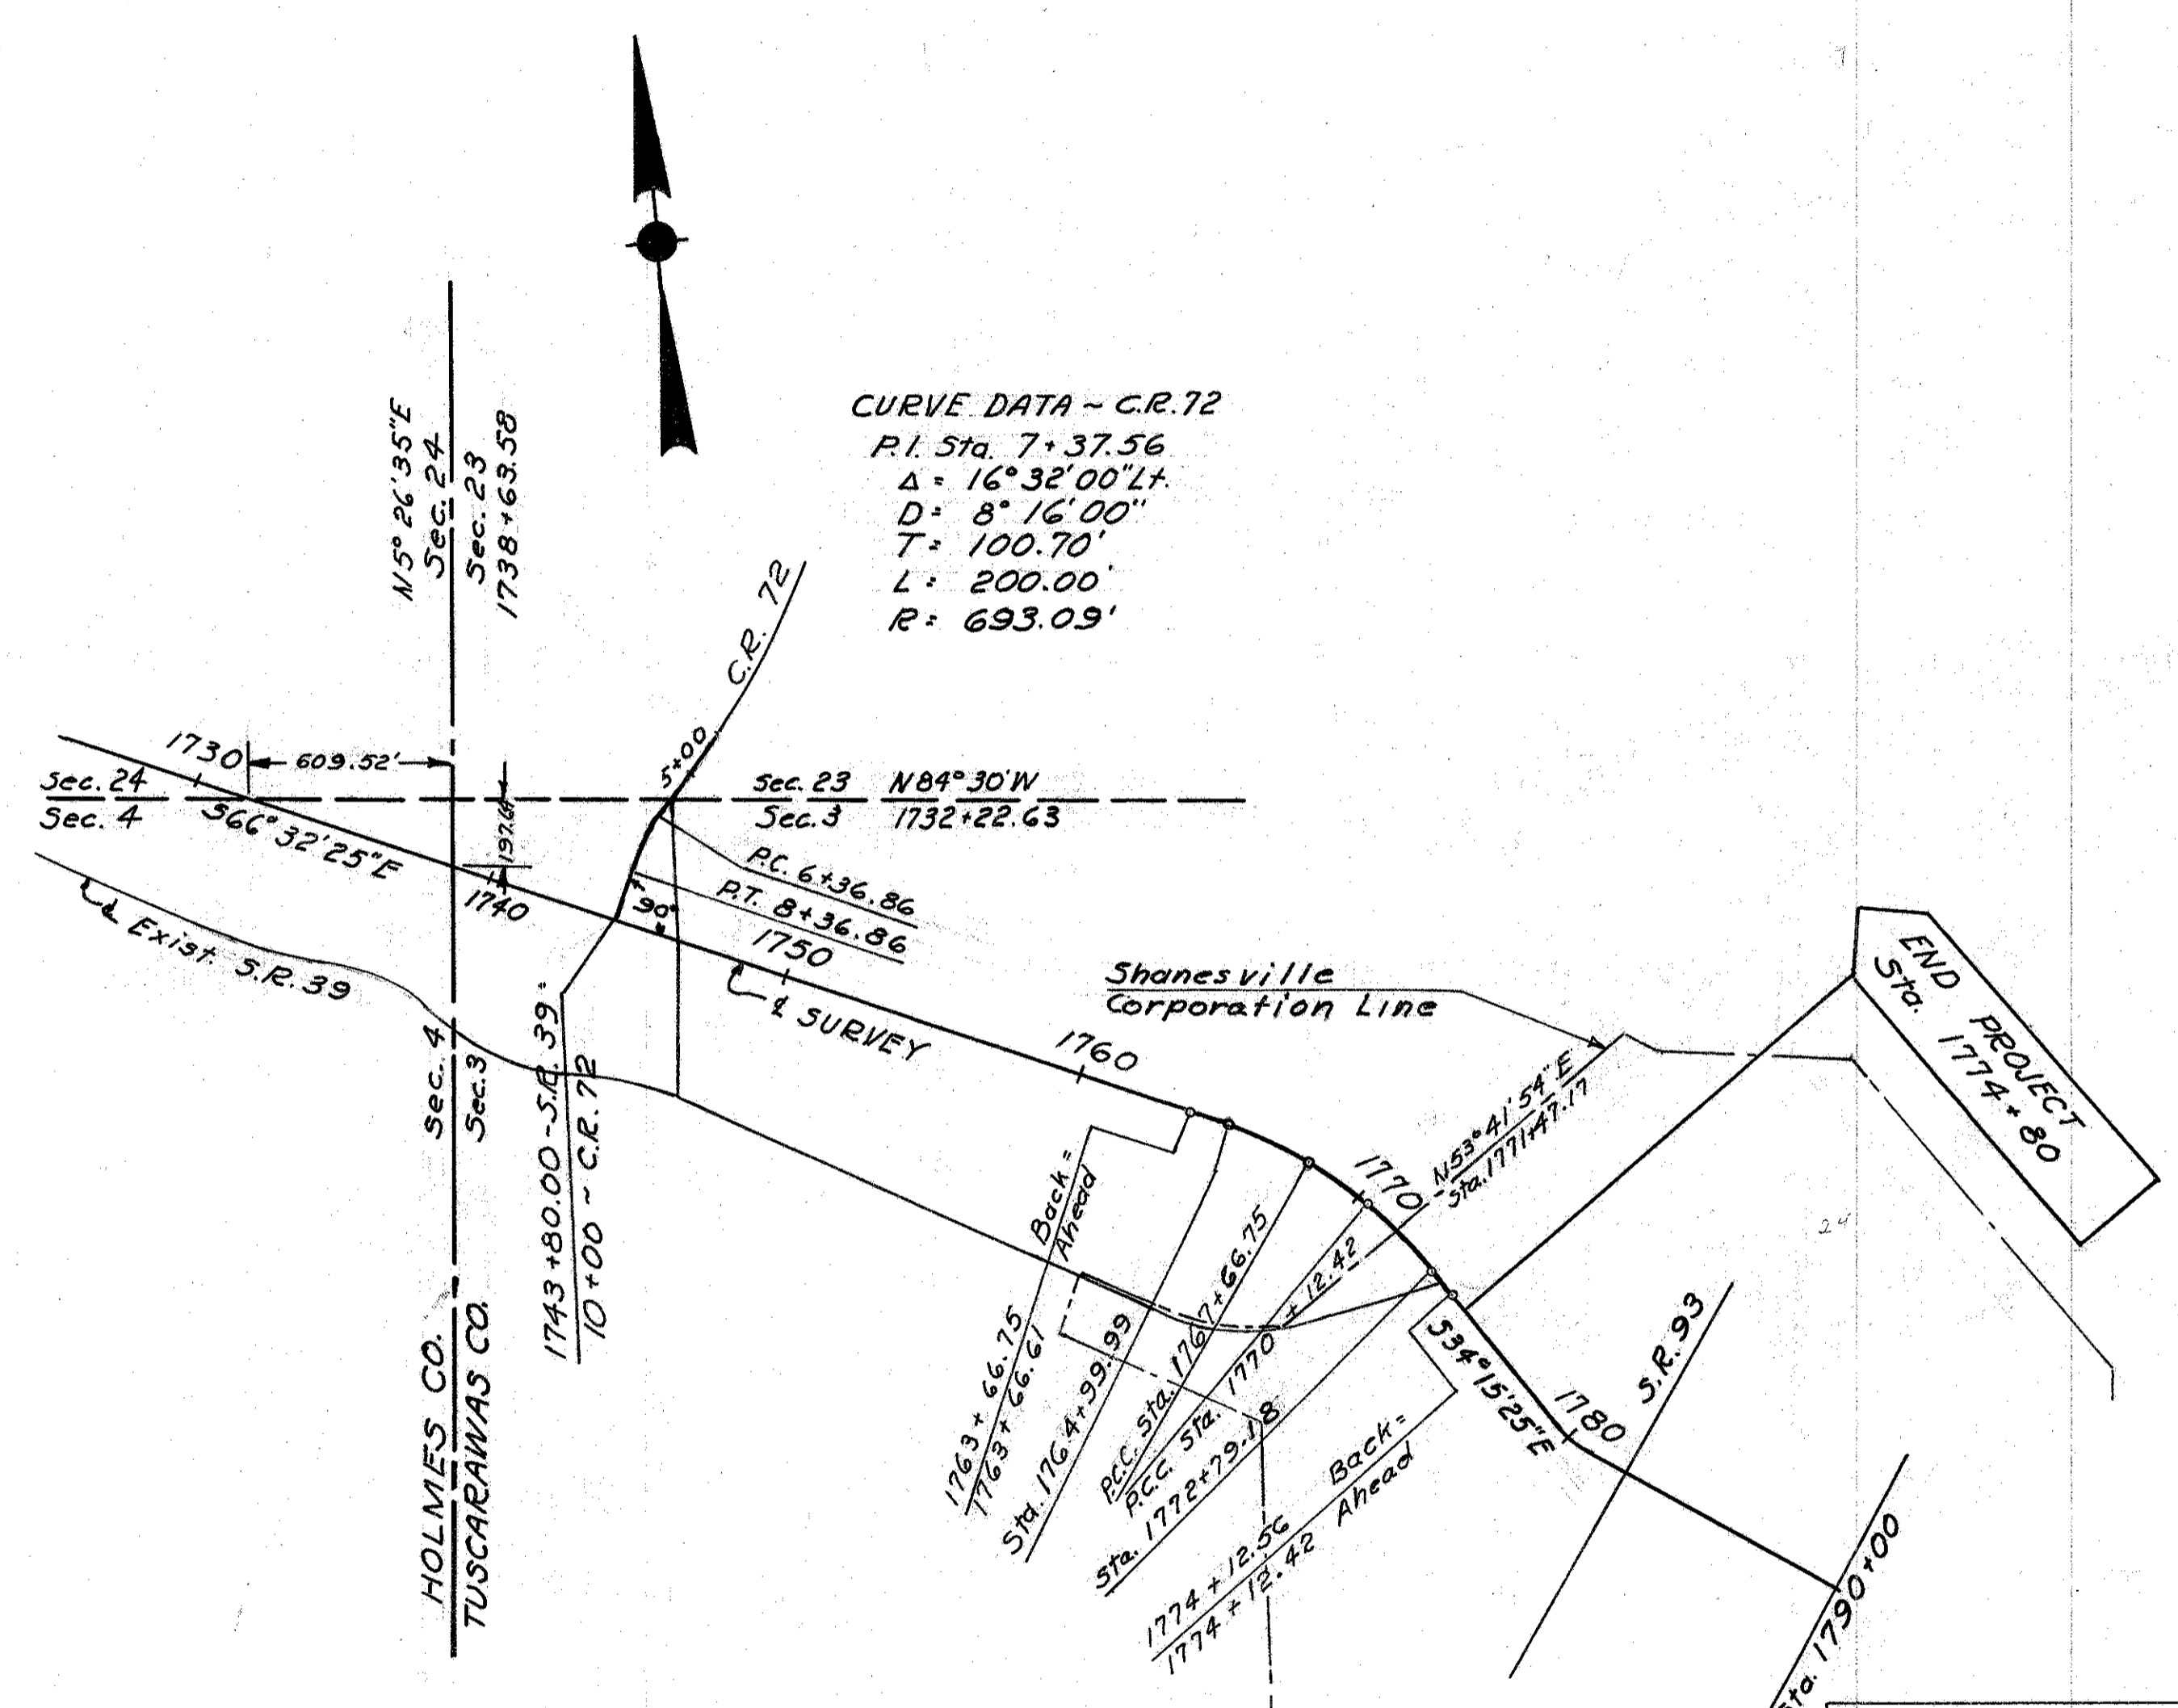 CURVE DATA ~ C.R. 72
P.I. Sta. 7+37.56
Δ = 16° 32' 00" Lt.
D = 8° 16' 00"
T = 100.70'
L = 200.00'
R = 693.09'
N5° 26' 35"E
Sec. 24
Sec. 23
1738+63.58
C.R. 72
5+00
1730
609.52'
Sec. 24
Sec. 4
S66° 32' 25"E
Sec. 23 N84° 30' W
Sec. 3 1732+22.63
1740
P.C. 6+36.86
P.T. 8+36.86
90°
1750
℄ Exist. S.R. 39
℄ SURVEY
Shanesville
Corporation Line
1760
Sec. 4
Sec. 3
1743+80.00 - S.R. 39 =
10+00 ~ C.R. 72
HOLMES CO.
TUSCARAWAS CO.
END PROJECT
Sta. 1774+80
N53° 41' 54" E
Sta. 1771+47.17
1770
1763+66.75 Back =
1763+66.61 Ahead
Sta. 1764+99.99
P.C.C. Sta. 1767+66.75
P.C.C. Sta. 1770+12.42
Sta. 1772+79.18
1774+12.56 Back =
1774+12.42 Ahead
S34° 15' 25"E
1780
S.R. 93
24
Sta. 1790+00